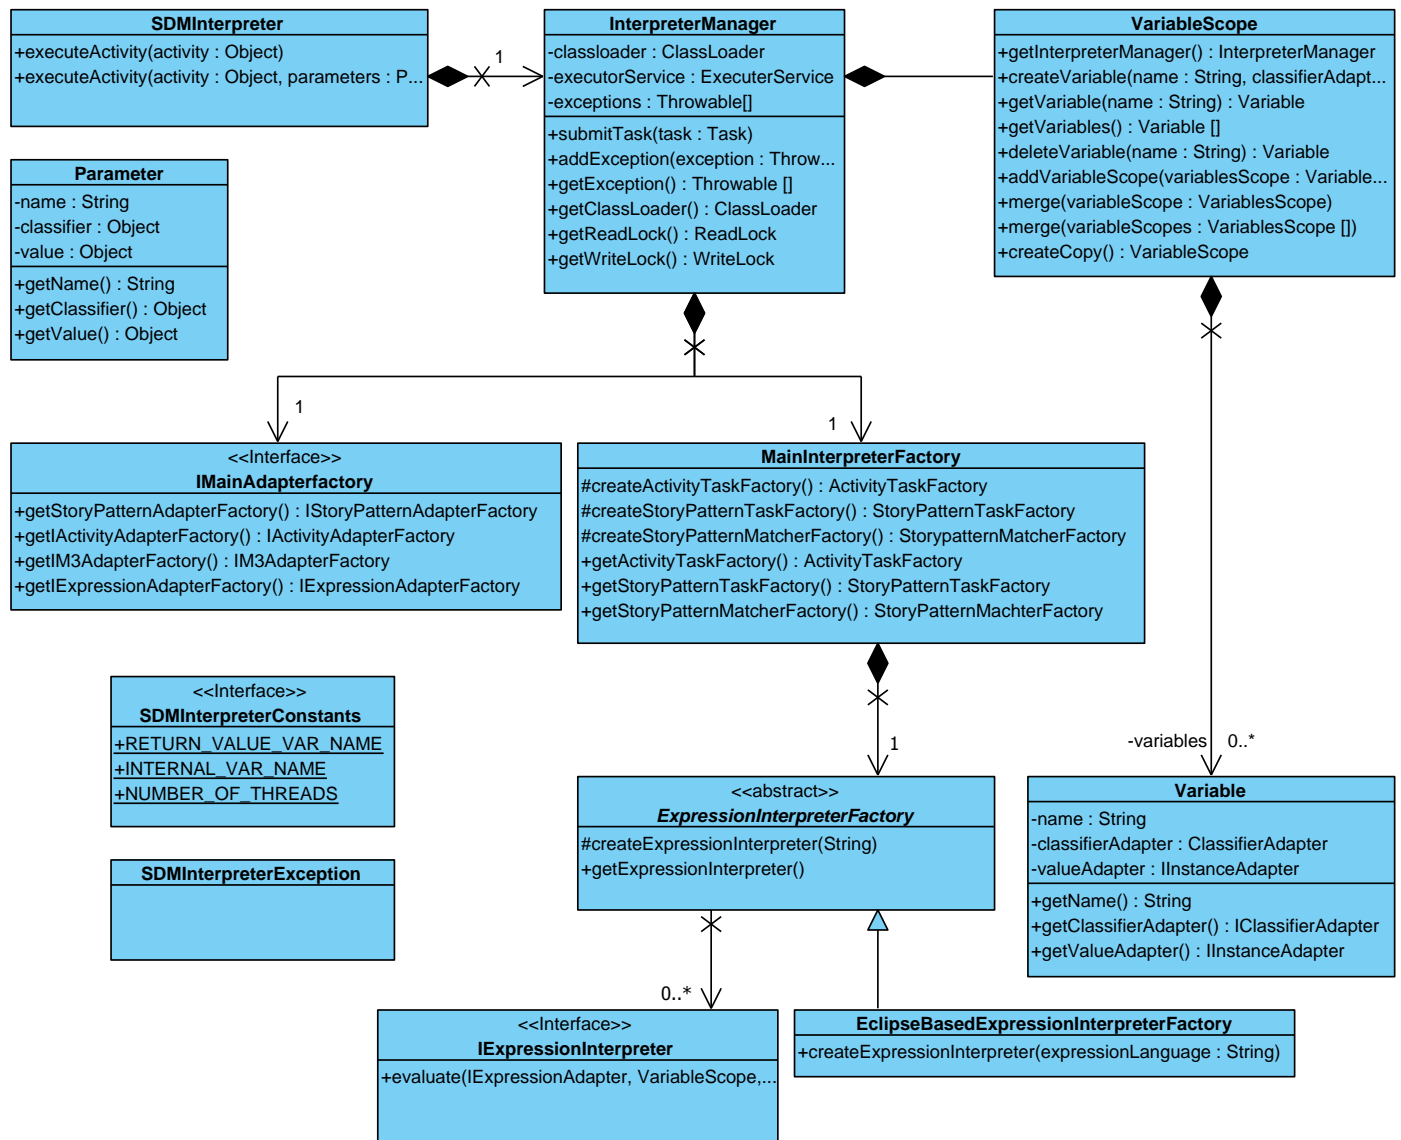 SDMInterpreter
+executeActivity(activity : Object)
+executeActivity(activity : Object, parameters : P...
1
InterpreterManager
-classloader : ClassLoader
-executorService : ExecuterService
-exceptions : Throwable[]
+submitTask(task : Task)
+addException(exception : Throw...
+getException() : Throwable []
+getClassLoader() : ClassLoader
+getReadLock() : ReadLock
+getWriteLock() : WriteLock
VariableScope
+getInterpreterManager() : InterpreterManager
+createVariable(name : String, classifierAdapt...
+getVariable(name : String) : Variable
+getVariables() : Variable []
+deleteVariable(name : String) : Variable
+addVariableScope(variablesScope : Variable...
+merge(variableScope : VariablesScope)
+merge(variableScopes : VariablesScope [])
+createCopy() : VariableScope
Parameter
-name : String
-classifier : Object
-value : Object
+getName() : String
+getClassifier() : Object
+getValue() : Object
1
1
<<Interface>>
IMainAdapterfactory
+getStoryPatternAdapterFactory() : IStoryPatternAdapterFactory
+getIActivityAdapterFactory() : IActivityAdapterFactory
+getIM3AdapterFactory() : IM3AdapterFactory
+getIExpressionAdapterFactory() : IExpressionAdapterFactory
MainInterpreterFactory
#createActivityTaskFactory() : ActivityTaskFactory
#createStoryPatternTaskFactory() : StoryPatternTaskFactory
#createStoryPatternMatcherFactory() : StorypatternMatcherFactory
+getActivityTaskFactory() : ActivityTaskFactory
+getStoryPatternTaskFactory() : StoryPatternTaskFactory
+getStoryPatternMatcherFactory() : StoryPatternMachterFactory
<<Interface>>
SDMInterpreterConstants
+RETURN_VALUE_VAR_NAME
+INTERNAL_VAR_NAME
+NUMBER_OF_THREADS
1
-variables 0..*
SDMInterpreterException
<<abstract>>
ExpressionInterpreterFactory
#createExpressionInterpreter(String)
+getExpressionInterpreter()
Variable
-name : String
-classifierAdapter : ClassifierAdapter
-valueAdapter : IInstanceAdapter
+getName() : String
+getClassifierAdapter() : IClassifierAdapter
+getValueAdapter() : IInstanceAdapter
0..*
<<Interface>>
IExpressionInterpreter
+evaluate(IExpressionAdapter, VariableScope,...
EclipseBasedExpressionInterpreterFactory
+createExpressionInterpreter(expressionLanguage : String)